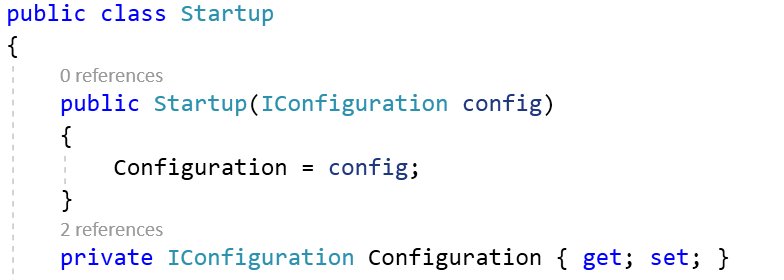 public class Startup
{
0 references
public Startup(IConfiguration config)
{
Configuration = config;
}
2 references
private IConfiguration Configuration { get; set; }